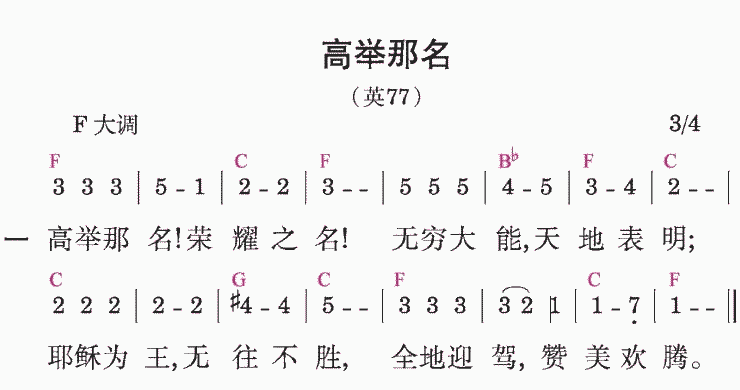 高举那名
（英77）
F 大调 3/4
F C F B♭ F C
3 3 3 | 5 - 1 | 2 - 2 | 3 - - | 5 5 5 | 4 - 5 | 3 - 4 | 2 - - |
一 高举那 名!荣 耀之 名! 无穷大 能,天 地表 明;
C G C F C F
2 2 2 | 2 - 2 | #4 - 4 | 5 - - | 3 3 3 | 3 2 1 | 1 - 7 | 1 - - ||
耶稣为 王,无 往不 胜, 全地迎 驾,赞 美欢 腾。